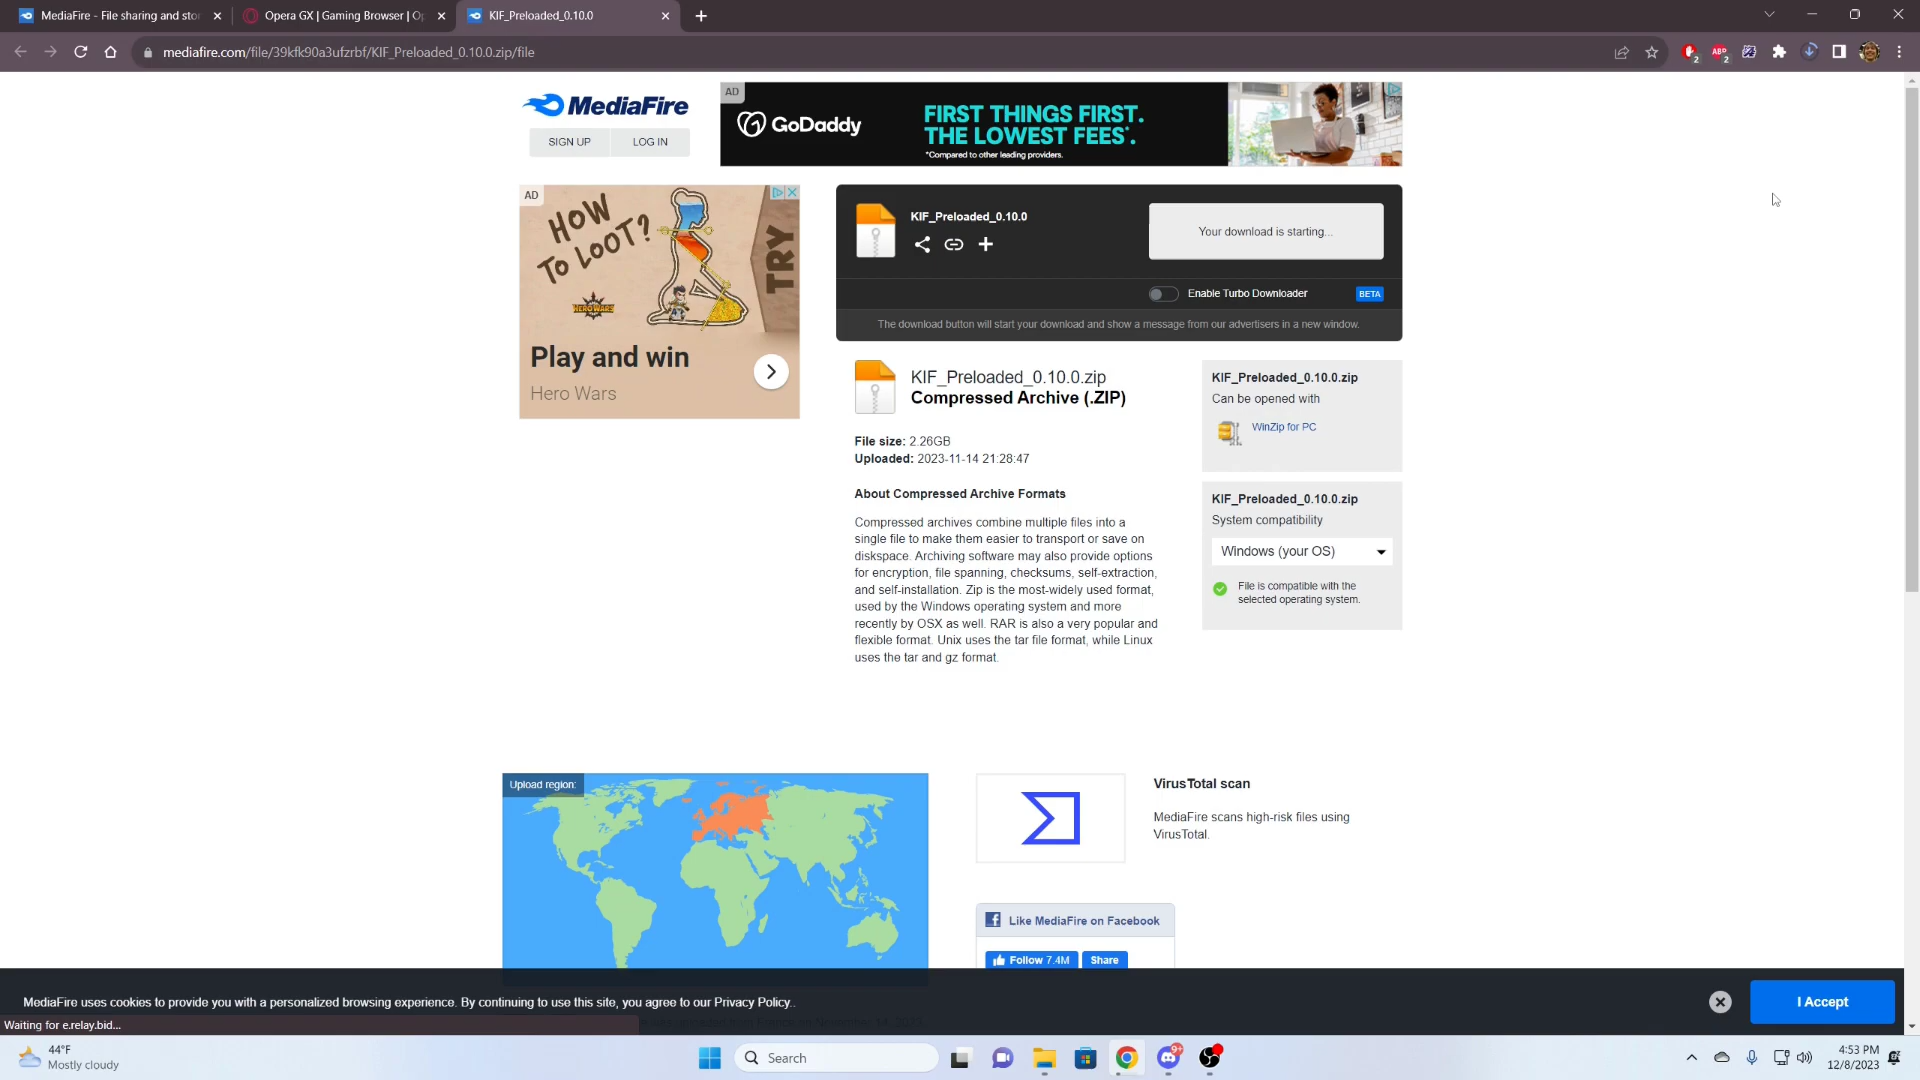 MediaFire - File sharing and sto
Opera GX | Gaming Browser | O
KIF_Preloaded_0.10.0
mediafire.com/file/39kfk90a3ufzrbf/KIF_Preloaded_0.10.0.zip/file
2
ABP
2
MediaFire
SIGN UP
LOG IN
AD
GoDaddy
FIRST THINGS FIRST.
THE LOWEST FEES*.
*Compared to other leading providers.
AD
HOW
TO LOOT?
TRY
HERO WARS
Play and win
Hero Wars
KIF_Preloaded_0.10.0
Your download is starting...
Enable Turbo Downloader
BETA
The download button will start your download and show a message from our advertisers in a new window.
KIF_Preloaded_0.10.0.zip
Compressed Archive (.ZIP)
File size: 2.26GB
Uploaded: 2023-11-14 21:28:47
About Compressed Archive Formats
Compressed archives combine multiple files into a
single file to make them easier to transport or save on
diskspace. Archiving software may also provide options
for encryption, file spanning, checksums, self-extraction,
and self-installation. Zip is the most-widely used format,
used by the Windows operating system and more
recently by OSX as well. RAR is also a very popular and
flexible format. Unix uses the tar file format, while Linux
uses the tar and gz format.
KIF_Preloaded_0.10.0.zip
Can be opened with
WinZip for PC
KIF_Preloaded_0.10.0.zip
System compatibility
Windows (your OS)
File is compatible with the
selected operating system.
Upload region:
VirusTotal scan
MediaFire scans high-risk files using
VirusTotal.
Like MediaFire on Facebook
Follow 7.4M
Share
MediaFire uses cookies to provide you with a personalized browsing experience. By continuing to use this site, you agree to our Privacy Policy..
I Accept
Waiting for e.relay.bid...
44°F
Mostly cloudy
Search
9+
4:53 PM
12/8/2023